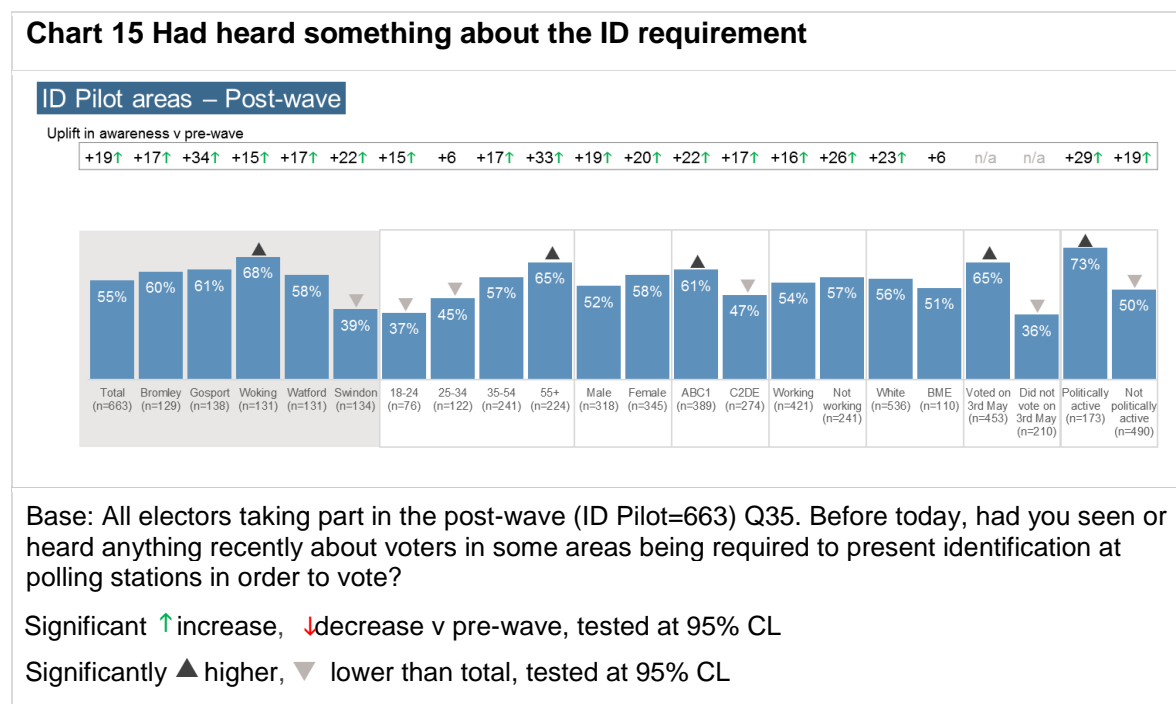 Chart 15 Had heard something about the ID requirement
ID Pilot areas – Post-wave
Uplift in awareness v pre-wave
+19↑ +17↑ +34↑ +15↑ +17↑ +22↑ +15↑ +6 +17↑ +33↑ +19↑ +20↑ +22↑ +17↑ +16↑ +26↑ +23↑ +6 n/a n/a +29↑ +19↑
55% 60% 61% 68% 58% 39% 37% 45% 57% 65% 52% 58% 61% 47% 54% 57% 56% 51% 65% 36% 73% 50%
Total Bromley Gosport Woking Watford Swindon 18-24 25-34 35-54 55+ Male Female ABC1 C2DE Working Not White BME Voted on Did not Politically Not
(n=663) (n=129) (n=138) (n=131) (n=131) (n=134) (n=76) (n=122) (n=241) (n=224) (n=318) (n=345) (n=389) (n=274) (n=421) working (n=536) (n=110) 3rd May vote on active politically
(n=241) (n=453) 3rd May (n=173) active
(n=210) (n=490)
Base: All electors taking part in the post-wave (ID Pilot=663) Q35. Before today, had you seen or
heard anything recently about voters in some areas being required to present identification at
polling stations in order to vote?
Significant ↑increase, ↓decrease v pre-wave, tested at 95% CL
Significantly ▲ higher, ▼ lower than total, tested at 95% CL